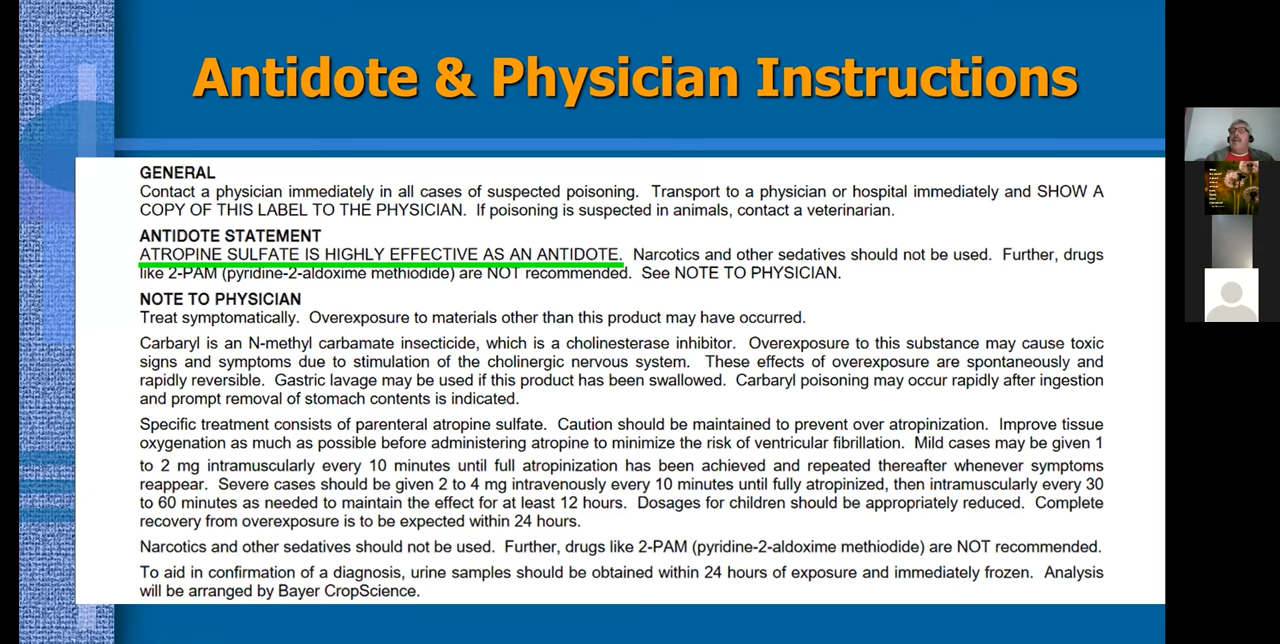 Antidote & Physician Instructions
GENERAL
Contact a physician immediately in all cases of suspected poisoning. Transport to a physician or hospital immediately and SHOW A
COPY OF THIS LABEL TO THE PHYSICIAN. If poisoning is suspected in animals, contact a veterinarian.
ANTIDOTE STATEMENT
ATROPINE SULFATE IS HIGHLY EFFECTIVE AS AN ANTIDOTE. Narcotics and other sedatives should not be used. Further, drugs
like 2-PAM (pyridine-2-aldoxime methiodide) are NOT recommended. See NOTE TO PHYSICIAN.
NOTE TO PHYSICIAN
Treat symptomatically. Overexposure to materials other than this product may have occurred.
Carbaryl is an N-methyl carbamate insecticide, which is a cholinesterase inhibitor. Overexposure to this substance may cause toxic
signs and symptoms due to stimulation of the cholinergic nervous system. These effects of overexposure are spontaneously and
rapidly reversible. Gastric lavage may be used if this product has been swallowed. Carbaryl poisoning may occur rapidly after ingestion
and prompt removal of stomach contents is indicated.
Specific treatment consists of parenteral atropine sulfate. Caution should be maintained to prevent over atropinization. Improve tissue
oxygenation as much as possible before administering atropine to minimize the risk of ventricular fibrillation. Mild cases may be given 1
to 2 mg intramuscularly every 10 minutes until full atropinization has been achieved and repeated thereafter whenever symptoms
reappear. Severe cases should be given 2 to 4 mg intravenously every 10 minutes until fully atropinized, then intramuscularly every 30
to 60 minutes as needed to maintain the effect for at least 12 hours. Dosages for children should be appropriately reduced. Complete
recovery from overexposure is to be expected within 24 hours.
Narcotics and other sedatives should not be used. Further, drugs like 2-PAM (pyridine-2-aldoxime methiodide) are NOT recommended.
To aid in confirmation of a diagnosis, urine samples should be obtained within 24 hours of exposure and immediately frozen. Analysis
will be arranged by Bayer CropScience.